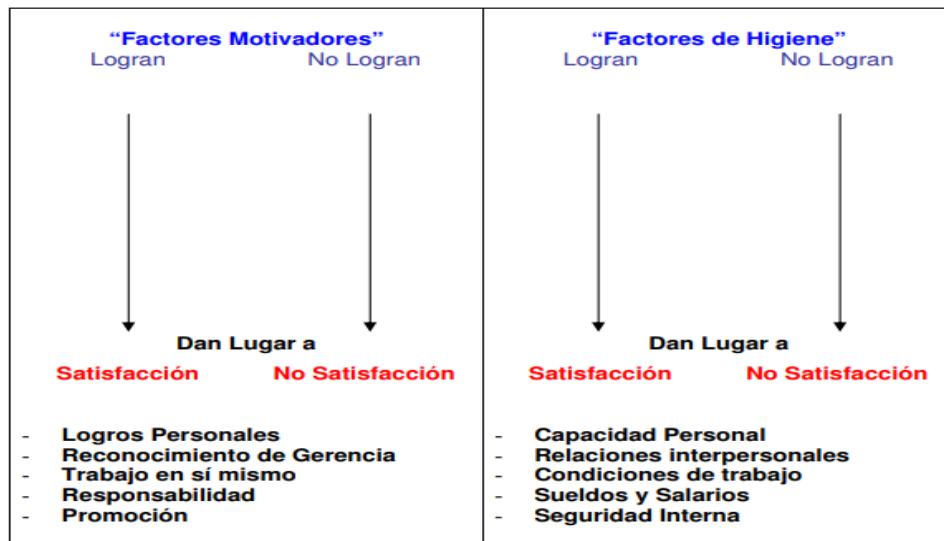 “Factores Motivadores”
Logran No Logran
Dan Lugar a
Satisfacción No Satisfacción
- Logros Personales
- Reconocimiento de Gerencia
- Trabajo en sí mismo
- Responsabilidad
- Promoción
“Factores de Higiene”
Logran No Logran
Dan Lugar a
Satisfacción No Satisfacción
- Capacidad Personal
- Relaciones interpersonales
- Condiciones de trabajo
- Sueldos y Salarios
- Seguridad Interna